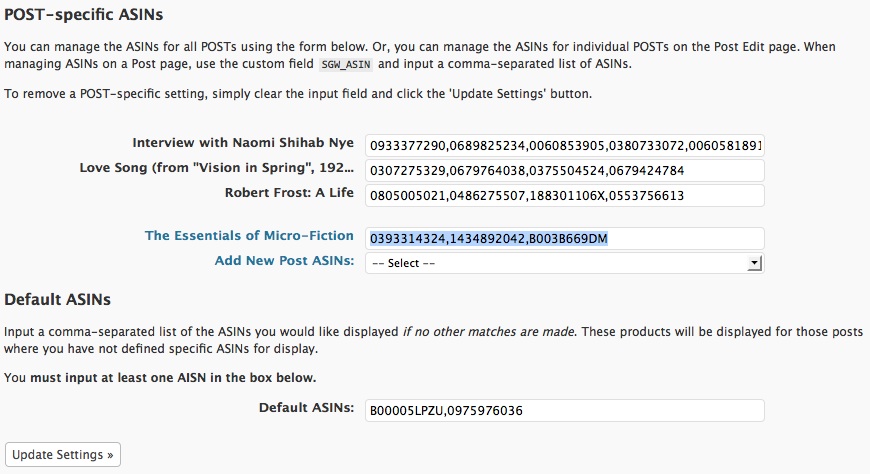 POST-specific ASINs
You can manage the ASINs for all POSTs using the form below. Or, you can manage the ASINs for individual POSTs on the Post Edit page. When
managing ASINs on a Post page, use the custom field SGW_ASIN and input a comma-separated list of ASINs.
To remove a POST-specific setting, simply clear the input field and click the 'Update Settings' button.
Interview with Naomi Shihab Nye 0933377290,0689825234,0060853905,0380733072,0060581891
Love Song (from "Vision in Spring", 192... 0307275329,0679764038,0375504524,0679424784
Robert Frost: A Life 0805005021,0486275507,188301106X,0553756613
The Essentials of Micro-Fiction 0393314324,1434892042,B003B669DM
Add New Post ASINs: -- Select --
Default ASINs
Input a comma-separated list of the ASINs you would like displayed if no other matches are made. These products will be displayed for those posts
where you have not defined specific ASINs for display.
You must input at least one AISN in the box below.
Default ASINs: B00005LPZU,0975976036
Update Settings »